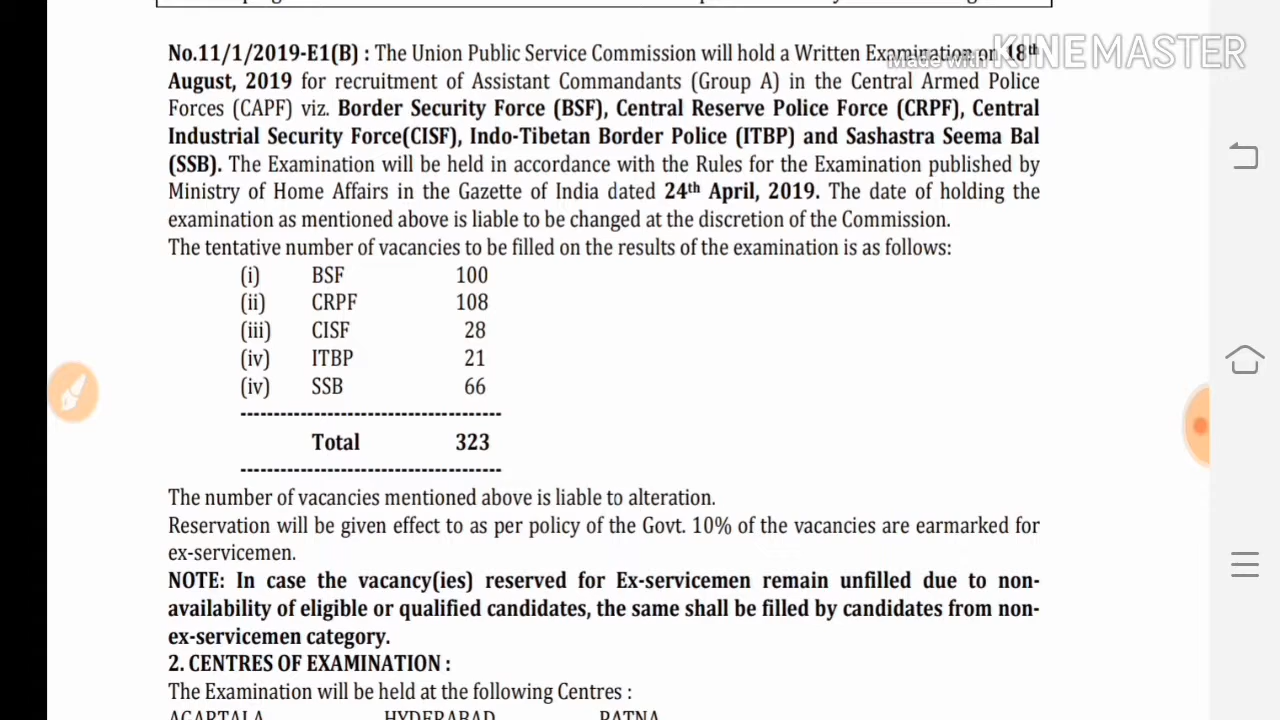 No.11/1/2019-E1(B) : The Union Public Service Commission will hold a Written Examination on 18th
Made with KINEMASTER
August, 2019 for recruitment of Assistant Commandants (Group A) in the Central Armed Police
Forces (CAPF) viz. Border Security Force (BSF), Central Reserve Police Force (CRPF), Central
Industrial Security Force(CISF), Indo-Tibetan Border Police (ITBP) and Sashastra Seema Bal
(SSB). The Examination will be held in accordance with the Rules for the Examination published by
Ministry of Home Affairs in the Gazette of India dated 24th April, 2019. The date of holding the
examination as mentioned above is liable to be changed at the discretion of the Commission.
The tentative number of vacancies to be filled on the results of the examination is as follows:
(i) BSF 100
(ii) CRPF 108
(iii) CISF 28
(iv) ITBP 21
(iv) SSB 66
---------------------------------------
Total 323
---------------------------------------
The number of vacancies mentioned above is liable to alteration.
Reservation will be given effect to as per policy of the Govt. 10% of the vacancies are earmarked for
ex-servicemen.
NOTE: In case the vacancy(ies) reserved for Ex-servicemen remain unfilled due to non-
availability of eligible or qualified candidates, the same shall be filled by candidates from non-
ex-servicemen category.
2. CENTRES OF EXAMINATION :
The Examination will be held at the following Centres :
AGARTALA HYDERABAD PATNA